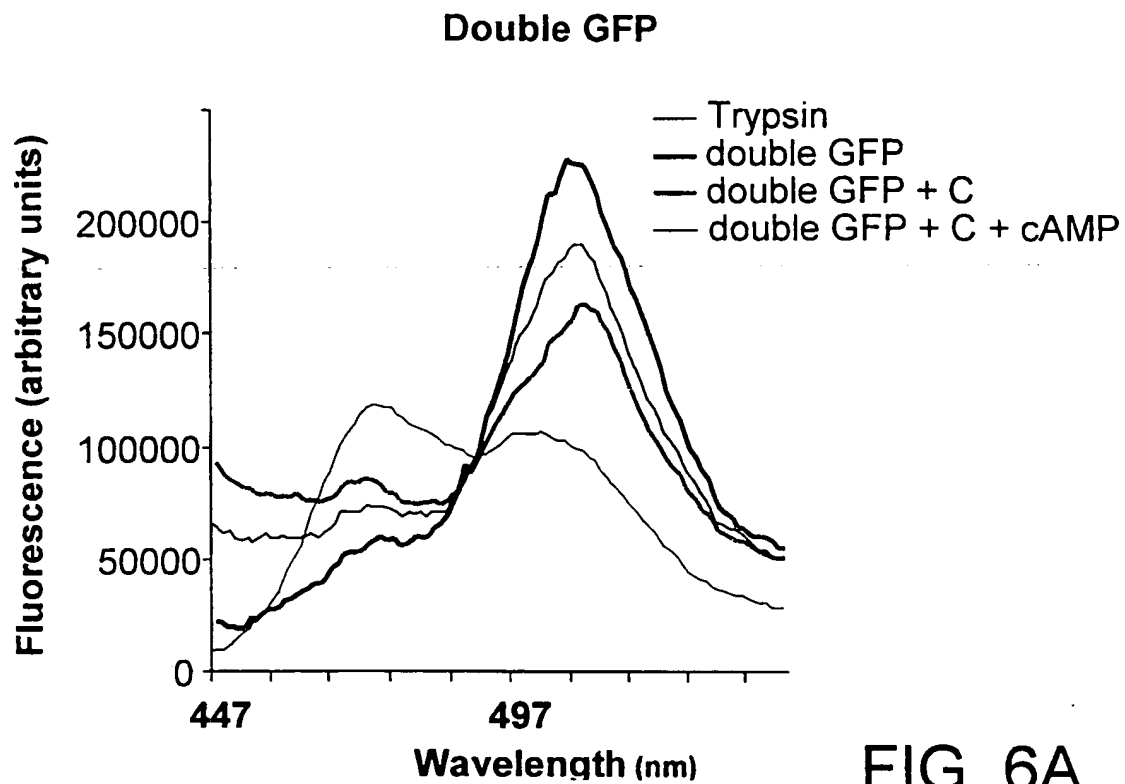 Double GFP
Trypsin
double GFP
double GFP + C
double GFP + C + cAMP
Fluorescence (arbitrary units)
200000
150000
100000
50000
0
447
497
Wavelength (nm)
FIG 6A